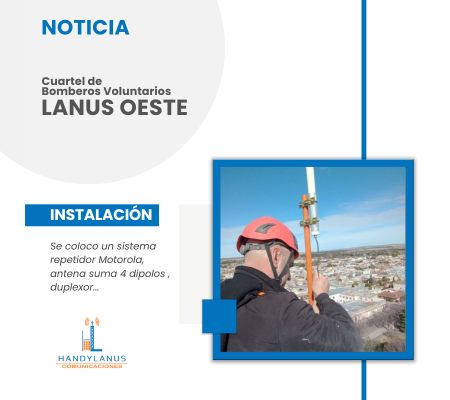 NOTICIA
Cuartel de
Bomberos Voluntarios
LANUS OESTE
INSTALACIÓN
Se coloco un sistema
repetidor Motorola,
antena suma 4 dipolos ,
duplexor...
HANDYLANUS
COMUNICACIONES